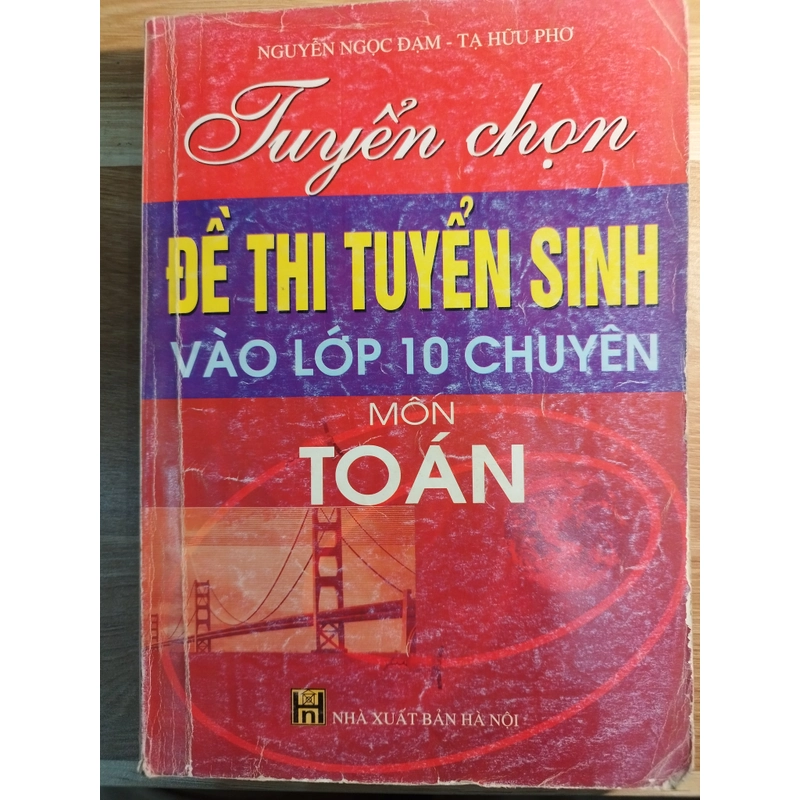 NGUYỄN NGỌC ĐẠM - TẠ HỮU PHƠ
Tuyển chọn
ĐỀ THI TUYỂN SINH
VÀO LỚP 10 CHUYÊN
MÔN
TOÁN
NHÀ XUẤT BẢN HÀ NỘI